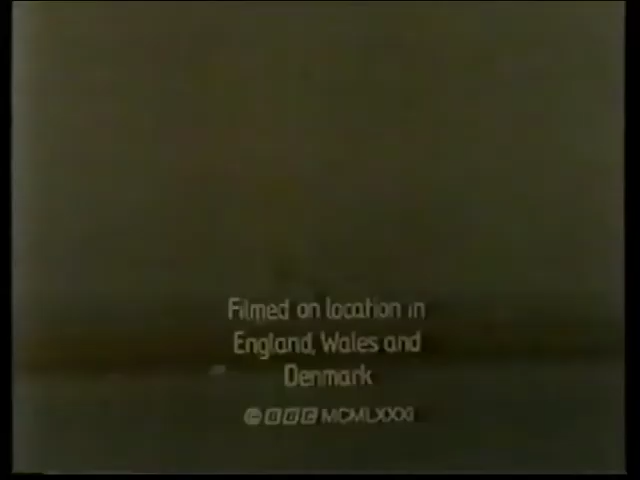 Filmed on location in
England, Wales and
Denmark
© BBC MCMLXXXI